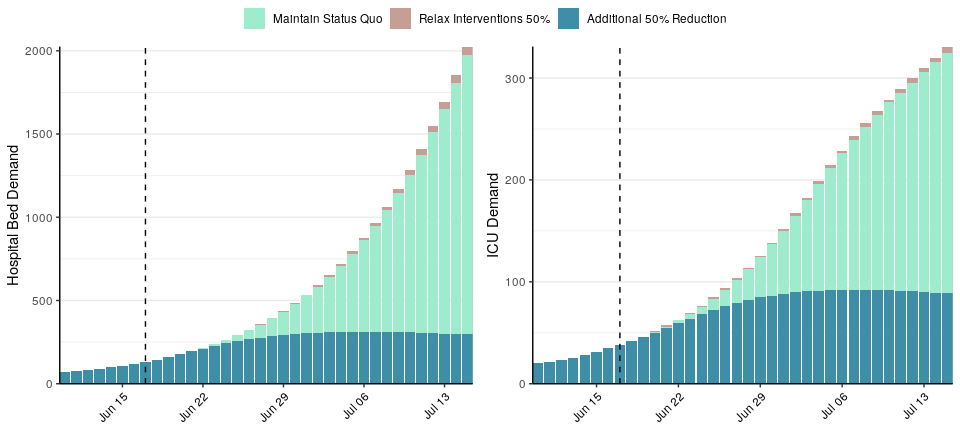 Maintain Status Quo Relax Interventions 50% Additional 50% Reduction
Hospital Bed Demand
2000
1500
1000
500
0
Jun 15 Jun 22 Jun 29 Jul 06 Jul 13
ICU Demand
300
200
100
0
Jun 15 Jun 22 Jun 29 Jul 06 Jul 13